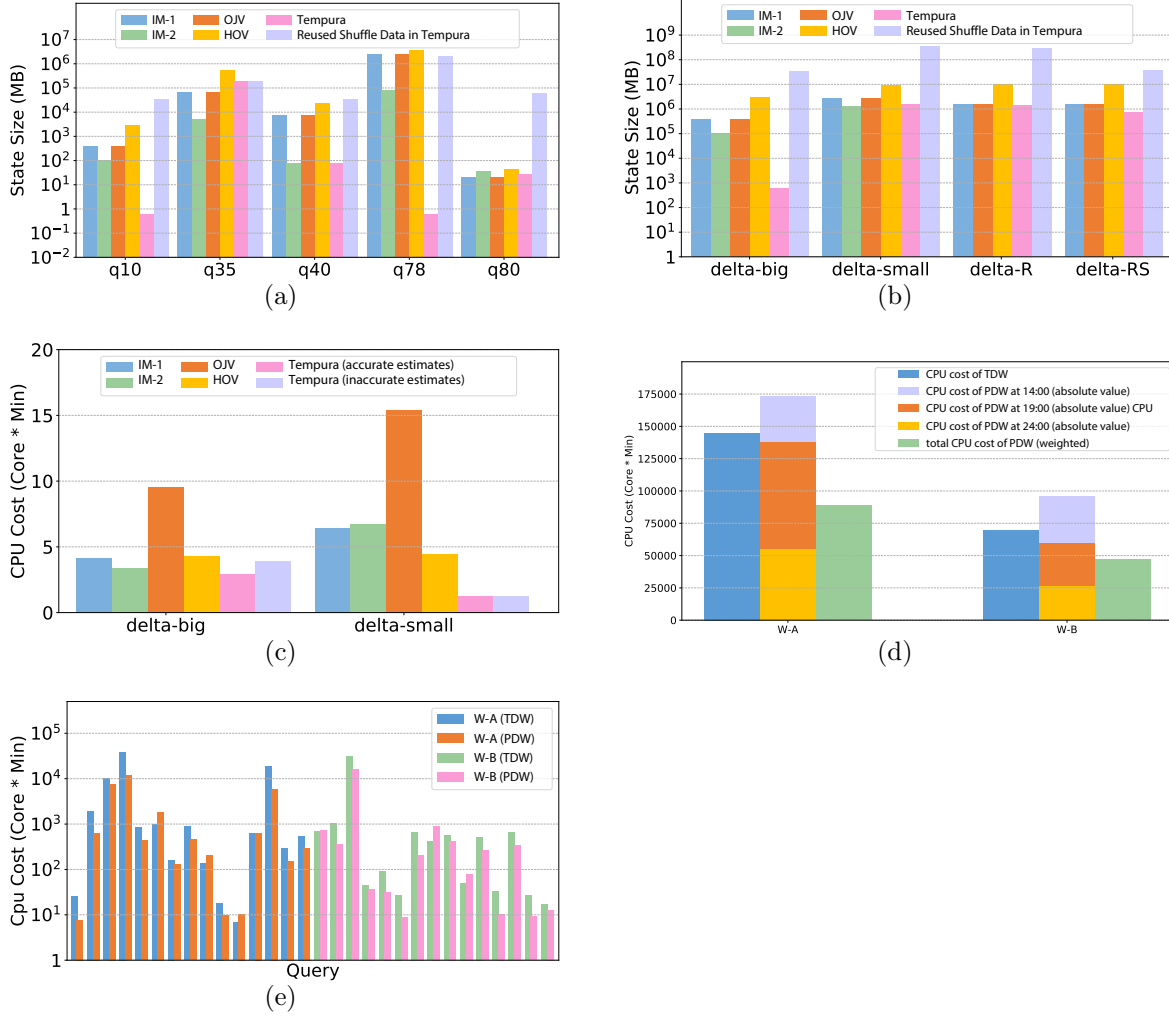 IM-1 OJV Tempura
IM-2 HOV Reused Shuffle Data in Tempura
State Size (MB)
10^7
10^6
10^5
10^4
10^3
10^2
10^1
1
10^−1
10^−2
q10 q35 q40 q78 q80
(a)
IM-1 OJV Tempura
IM-2 HOV Reused Shuffle Data in Tempura
State Size (MB)
10^9
10^8
10^7
10^6
10^5
10^4
10^3
10^2
10^1
1
delta-big delta-small delta-R delta-RS
(b)
IM-1 OJV Tempura (accurate estimates)
IM-2 HOV Tempura (inaccurate estimates)
CPU Cost (Core * Min)
20
15
10
5
0
delta-big delta-small
(c)
CPU cost of TDW
CPU cost of PDW at 14:00 (absolute value)
CPU cost of PDW at 19:00 (absolute value) CPU
CPU cost of PDW at 24:00 (absolute value)
total CPU cost of PDW (weighted)
CPU Cost (Core * Min)
175000
150000
125000
100000
75000
50000
25000
0
W-A W-B
(d)
W-A (TDW)
W-A (PDW)
W-B (TDW)
W-B (PDW)
Cpu Cost (Core * Min)
10^5
10^4
10^3
10^2
10^1
1
Query
(e)